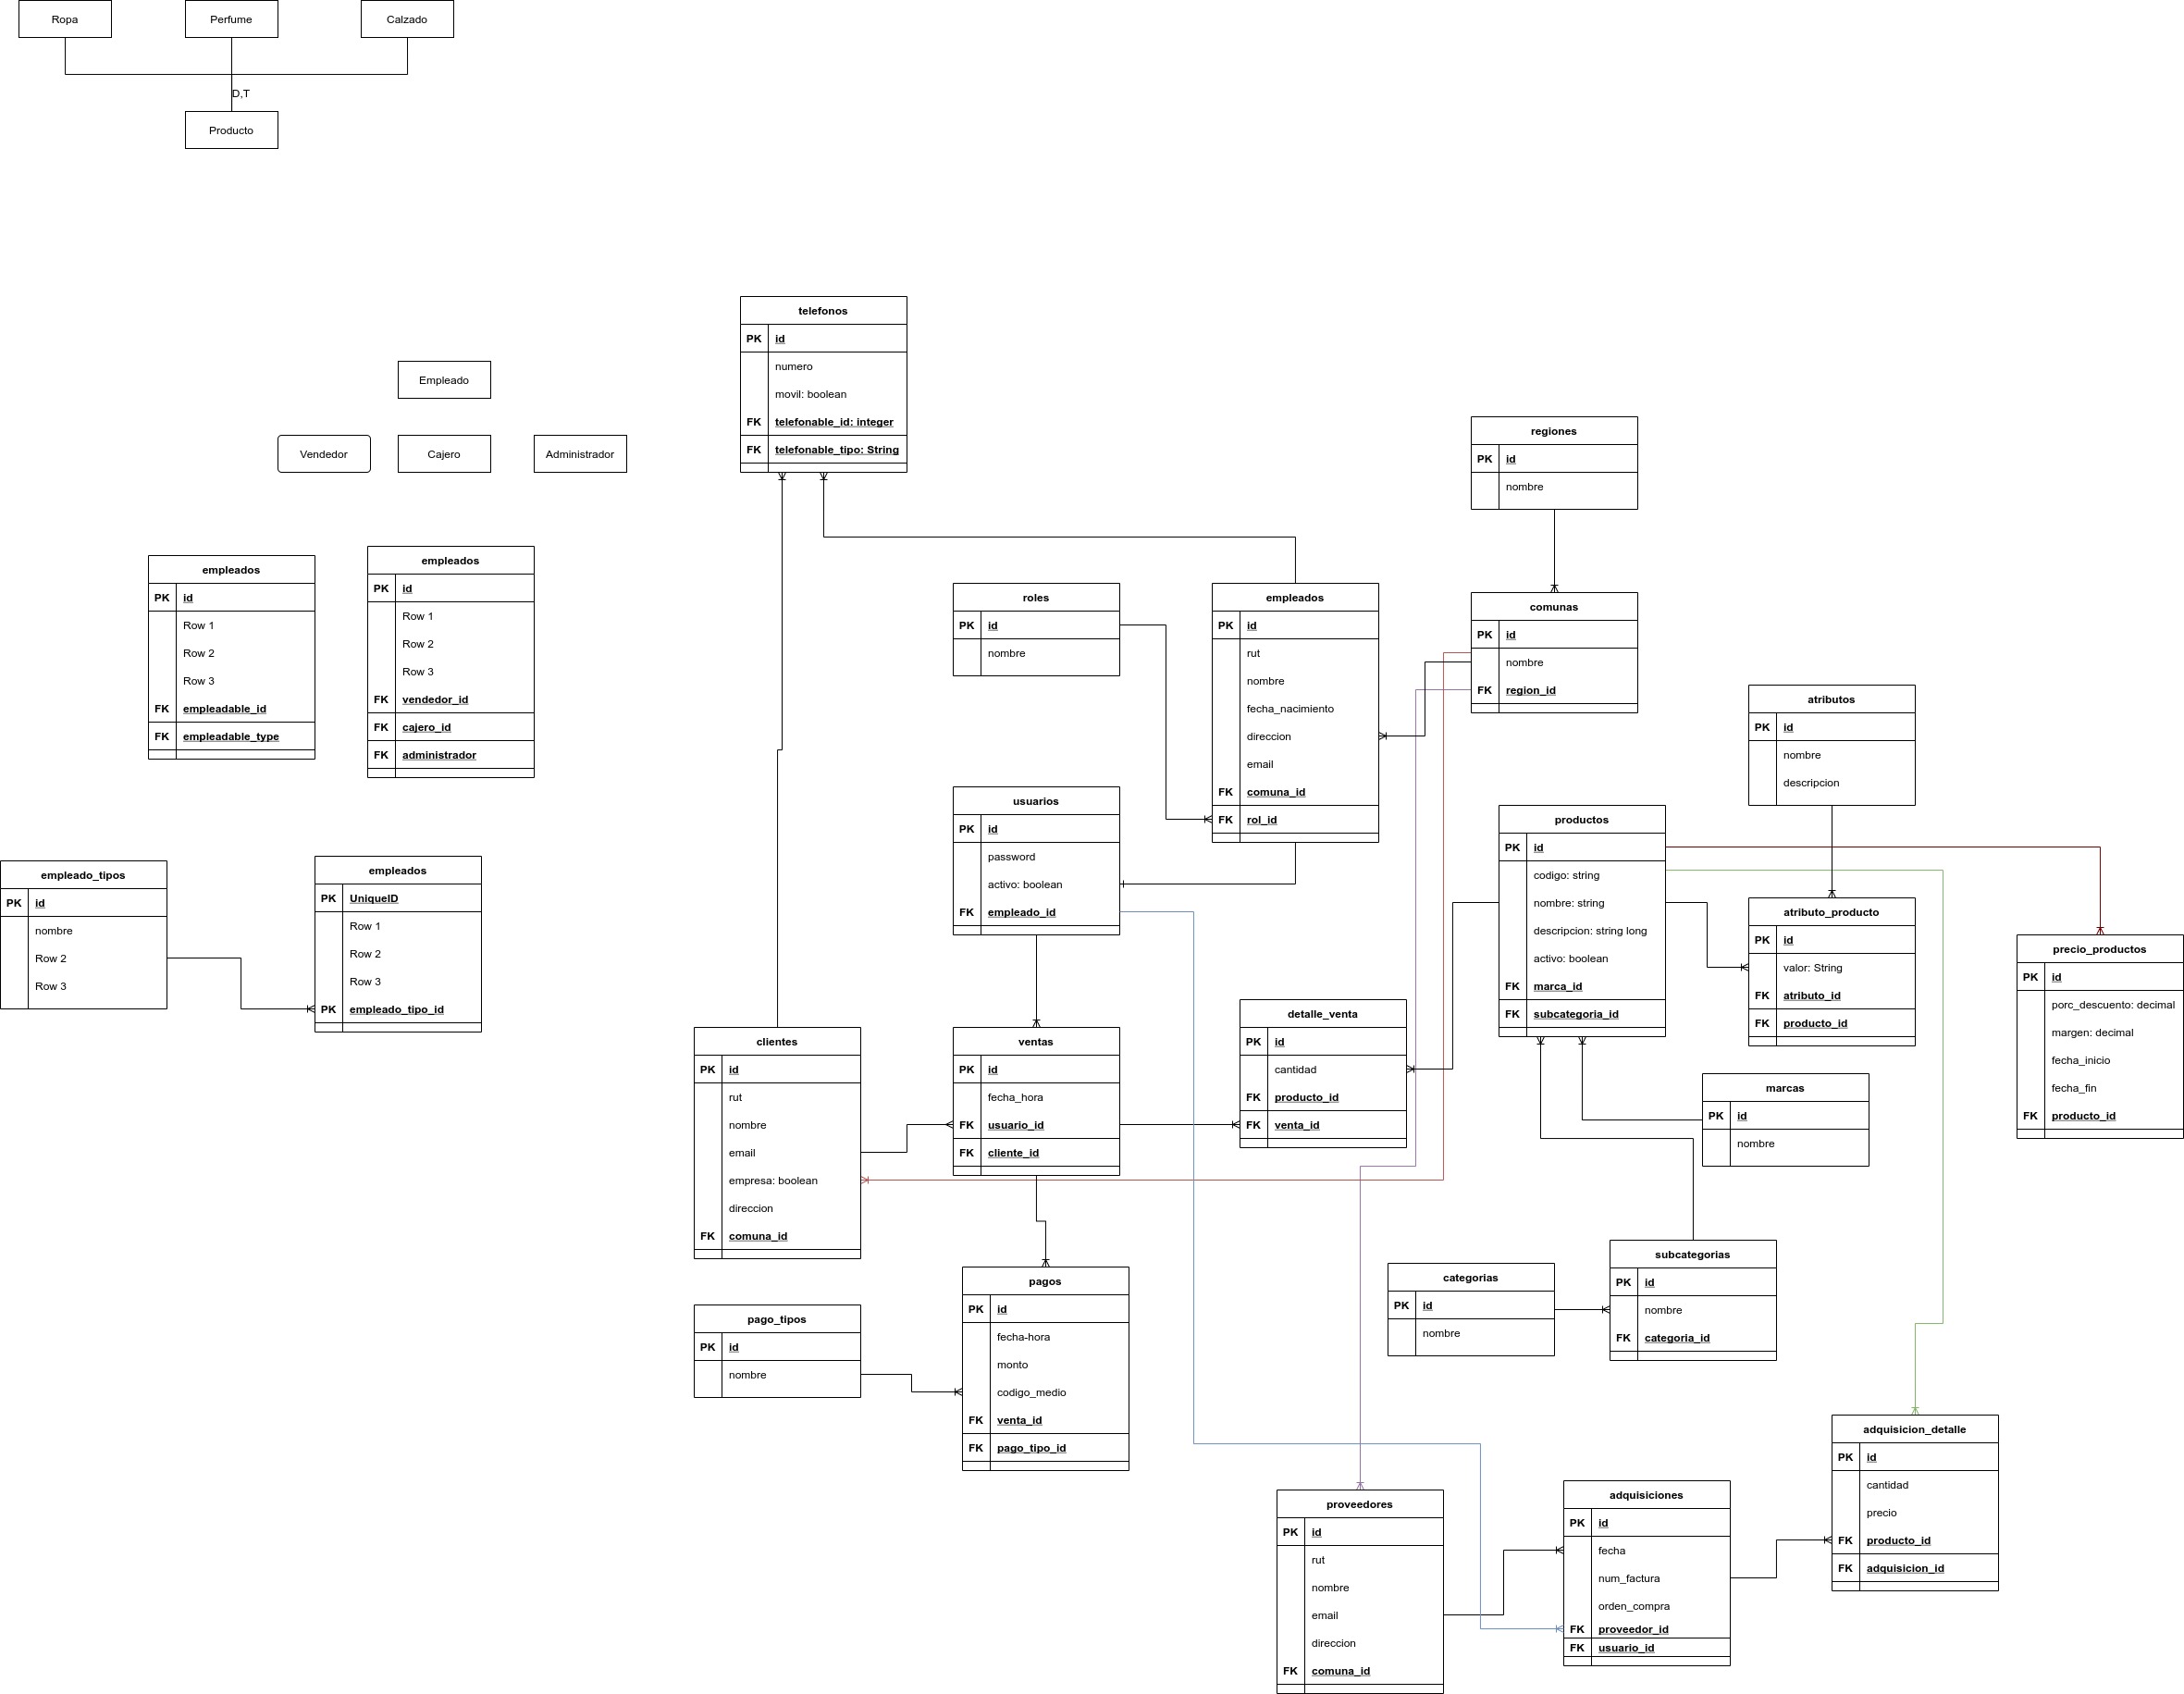 Ropa
Perfume
Calzado
D,T
Producto
Empleado
Vendedor
Cajero
Administrador
empleados
PK id
Row 1
Row 2
Row 3
FK empleadable_id
FK empleadable_type
empleados
PK id
Row 1
Row 2
Row 3
FK vendedor_id
FK cajero_id
FK administrador
empleado_tipos
PK id
nombre
Row 2
Row 3
empleados
PK UniqueID
Row 1
Row 2
Row 3
PK empleado_tipo_id
telefonos
PK id
numero
movil: boolean
FK telefonable_id: integer
FK telefonable_tipo: String
regiones
PK id
nombre
roles
PK id
nombre
empleados
PK id
rut
nombre
fecha_nacimiento
direccion
email
FK comuna_id
FK rol_id
comunas
PK id
nombre
FK region_id
atributos
PK id
nombre
descripcion
usuarios
PK id
password
activo: boolean
FK empleado_id
productos
PK id
codigo: string
nombre: string
descripcion: string long
activo: boolean
FK marca_id
FK subcategoria_id
atributo_producto
PK id
valor: String
FK atributo_id
FK producto_id
precio_productos
PK id
porc_descuento: decimal
margen: decimal
fecha_inicio
fecha_fin
FK producto_id
clientes
PK id
rut
nombre
email
empresa: boolean
direccion
FK comuna_id
ventas
PK id
fecha_hora
FK usuario_id
FK cliente_id
detalle_venta
PK id
cantidad
FK producto_id
FK venta_id
marcas
PK id
nombre
pago_tipos
PK id
nombre
pagos
PK id
fecha-hora
monto
codigo_medio
FK venta_id
FK pago_tipo_id
categorias
PK id
nombre
subcategorias
PK id
nombre
FK categoria_id
proveedores
PK id
rut
nombre
email
direccion
FK comuna_id
adquisiciones
PK id
fecha
num_factura
orden_compra
FK proveedor_id
FK usuario_id
adquisicion_detalle
PK id
cantidad
precio
FK producto_id
FK adquisicion_id